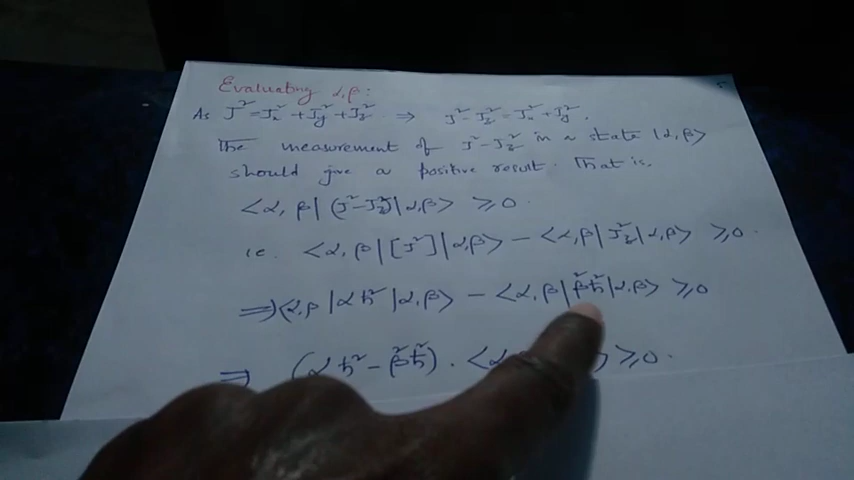 Evaluating α,β:
As J² = Jₓ² + Jy² + Jz² ⇒ J² - Jz² = Jₓ² + Jy².
The measurement of J² - Jz² in a state |α,β>
should give a positive result. That is.
<α, β| (J² - Jz²) |α,β> ≥ 0.
i.e. <α, β| [J²] |α,β> - <α,β| Jz² |α,β> ≥ 0.
⇒ <α,β| αħ² |α,β> - <α,β| β²ħ² |α,β> ≥ 0
⇒ (αħ² - β²ħ²) . <α ≥ 0.